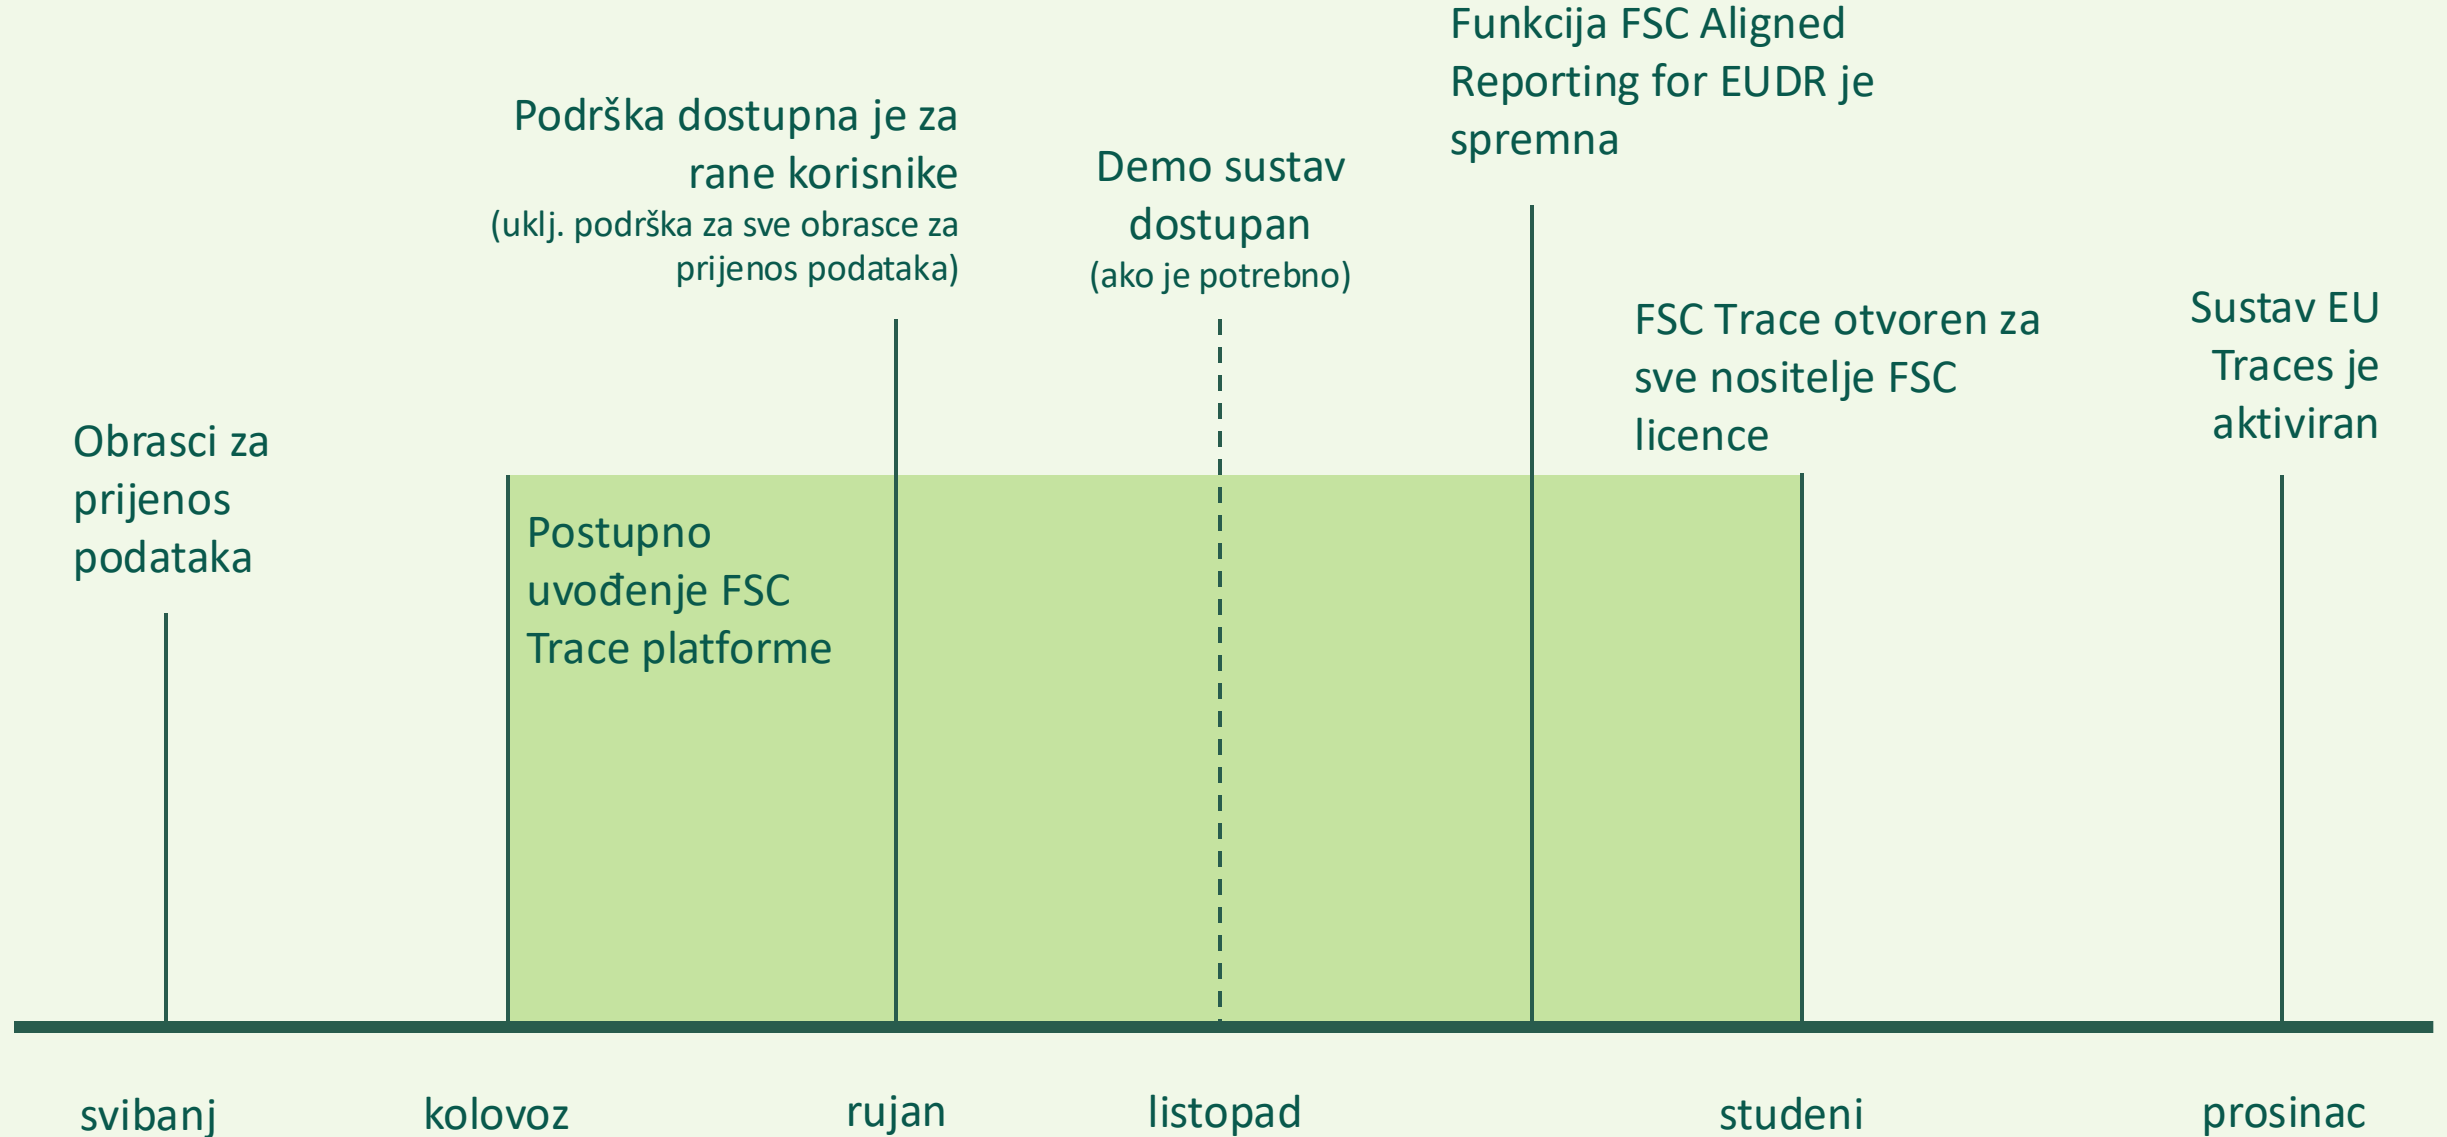 Funkcija FSC Aligned
Reporting for EUDR je
spremna
Podrška dostupna je za
rane korisnike
(uklj. podrška za sve obrasce za
prijenos podataka)
Demo sustav
dostupan
(ako je potrebno)
FSC Trace otvoren za
sve nositelje FSC
licence
Sustav EU
Traces je
aktiviran
Obrasci za
prijenos
podataka
Postupno
uvođenje FSC
Trace platforme
svibanj
kolovoz
rujan
listopad
studeni
prosinac